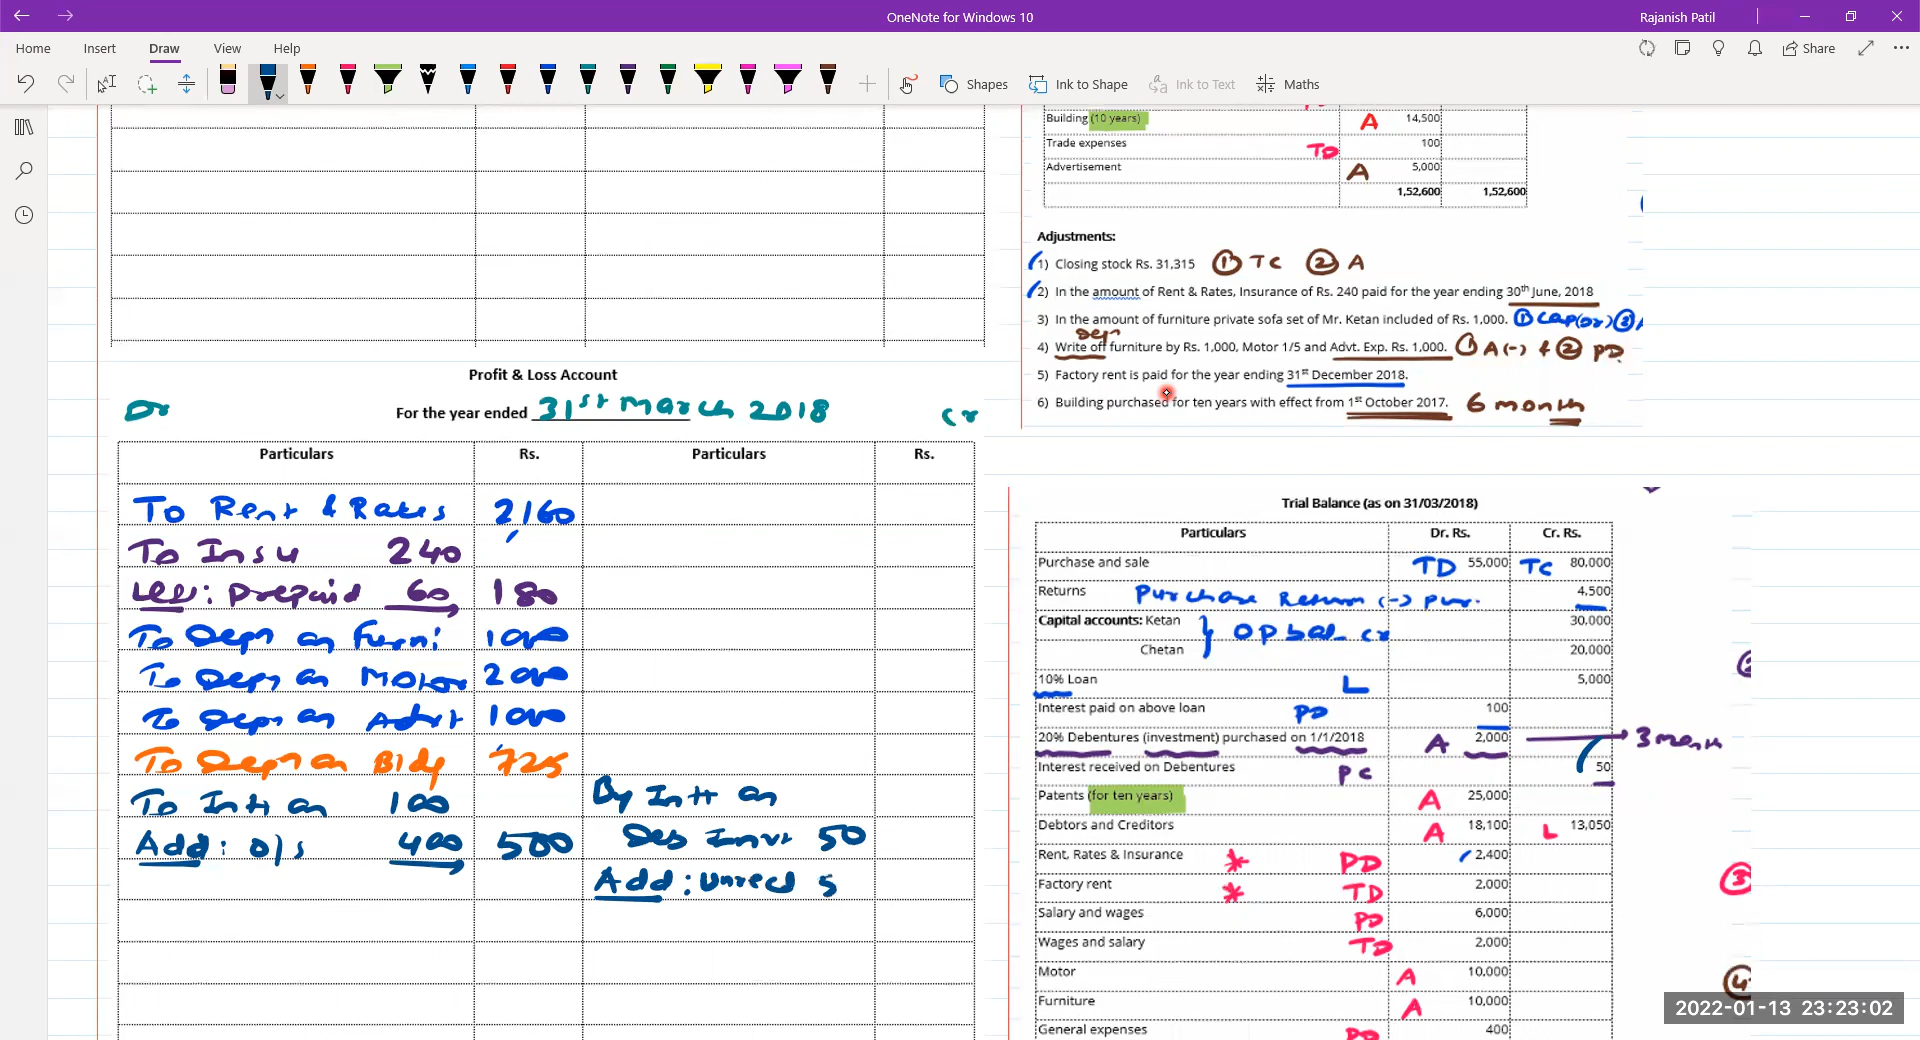 OneNote for Windows 10
Rajanish Patil
Home Insert Draw View Help
Share
Shapes Ink to Shape Ink to Text Maths
Building (10 years) A 14,500
Trade expenses TD 100
Advertisement A 5,000
1,52,600 1,52,600
Adjustments:
1) Closing stock Rs. 31,315 ① TC ② A
2) In the amount of Rent & Rates, Insurance of Rs. 240 paid for the year ending 30th June, 2018
3) In the amount of furniture private sofa set of Mr. Ketan included of Rs. 1,000. ① Cap(Dr) ②
Depn
4) Write off furniture by Rs. 1,000, Motor 1/5 and Advt. Exp. Rs. 1,000. ① A(-) & ② PD
5) Factory rent is paid for the year ending 31st December 2018.
6) Building purchased for ten years with effect from 1st October 2017. 6 month
Profit & Loss Account
Dr For the year ended 31st March 2018 Cr
Particulars Rs. Particulars Rs.
To Rent & Rates 2,160
To Insu 240
Less: Prepaid 60 180
To Depn on Furni 1000
To Depn on Motor 2000
To Depn on Advt 1000
To Depn on Bldg 725
To Int on 100 By Int on
Add: O/s 400 500 Deb Invt 50
Add: Unrecd 5
Trial Balance (as on 31/03/2018)
Particulars Dr. Rs. Cr. Rs.
Purchase and sale TD 55,000 TC 80,000
Returns Purchase Return (-) Pur. 4,500
Capital accounts: Ketan } Op bal Cr 30,000
Chetan 20,000
10% Loan L 5,000
Interest paid on above loan PD 100
20% Debentures (investment) purchased on 1/1/2018 A 2,000 3 month
Interest received on Debentures PC 50
Patents (for ten years) A 25,000
Debtors and Creditors A 18,100 L 13,050
Rent, Rates & Insurance * PD 2,400
Factory rent * TD 2,000
Salary and wages PD 6,000
Wages and salary TD 2,000
Motor A 10,000
Furniture A 10,000
General expenses PD 400
③
④
2022-01-13 23:23:02